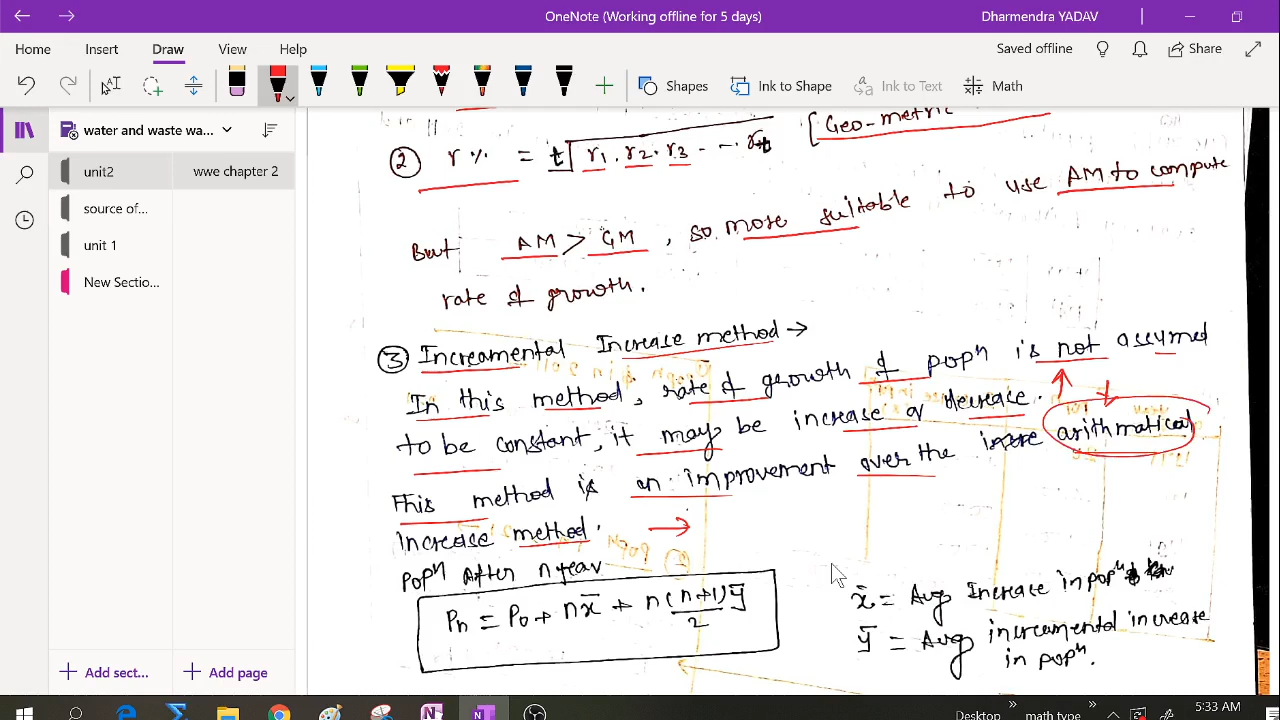 OneNote (Working offline for 5 days)
Dharmendra YADAV
Home Insert Draw View Help
Saved offline
Share
Shapes
Ink to Shape
Ink to Text
Math
water and waste wa...
unit2
wwe chapter 2
source of...
unit 1
New Sectio...
Add sect...
Add page
[Geo-metric
② r % = t√r1 . r2 . r3 - - . rt
But AM > GM , so more suitable to use AM to compute
rate of growth.
③ Increamental Increase method →
In this method, rate of growth of popⁿ is not assumed
to be constant, it may be increase or decrease.
This method is an improvement over the arithmatical
increase method.
popⁿ after n year
Pn = P0 + nx̄ + n(n+1)ȳ/2
x̄ = Avg Increase in popⁿ
ȳ = Avg incremental increase
in popⁿ.
Desktop
math type
5:33 AM